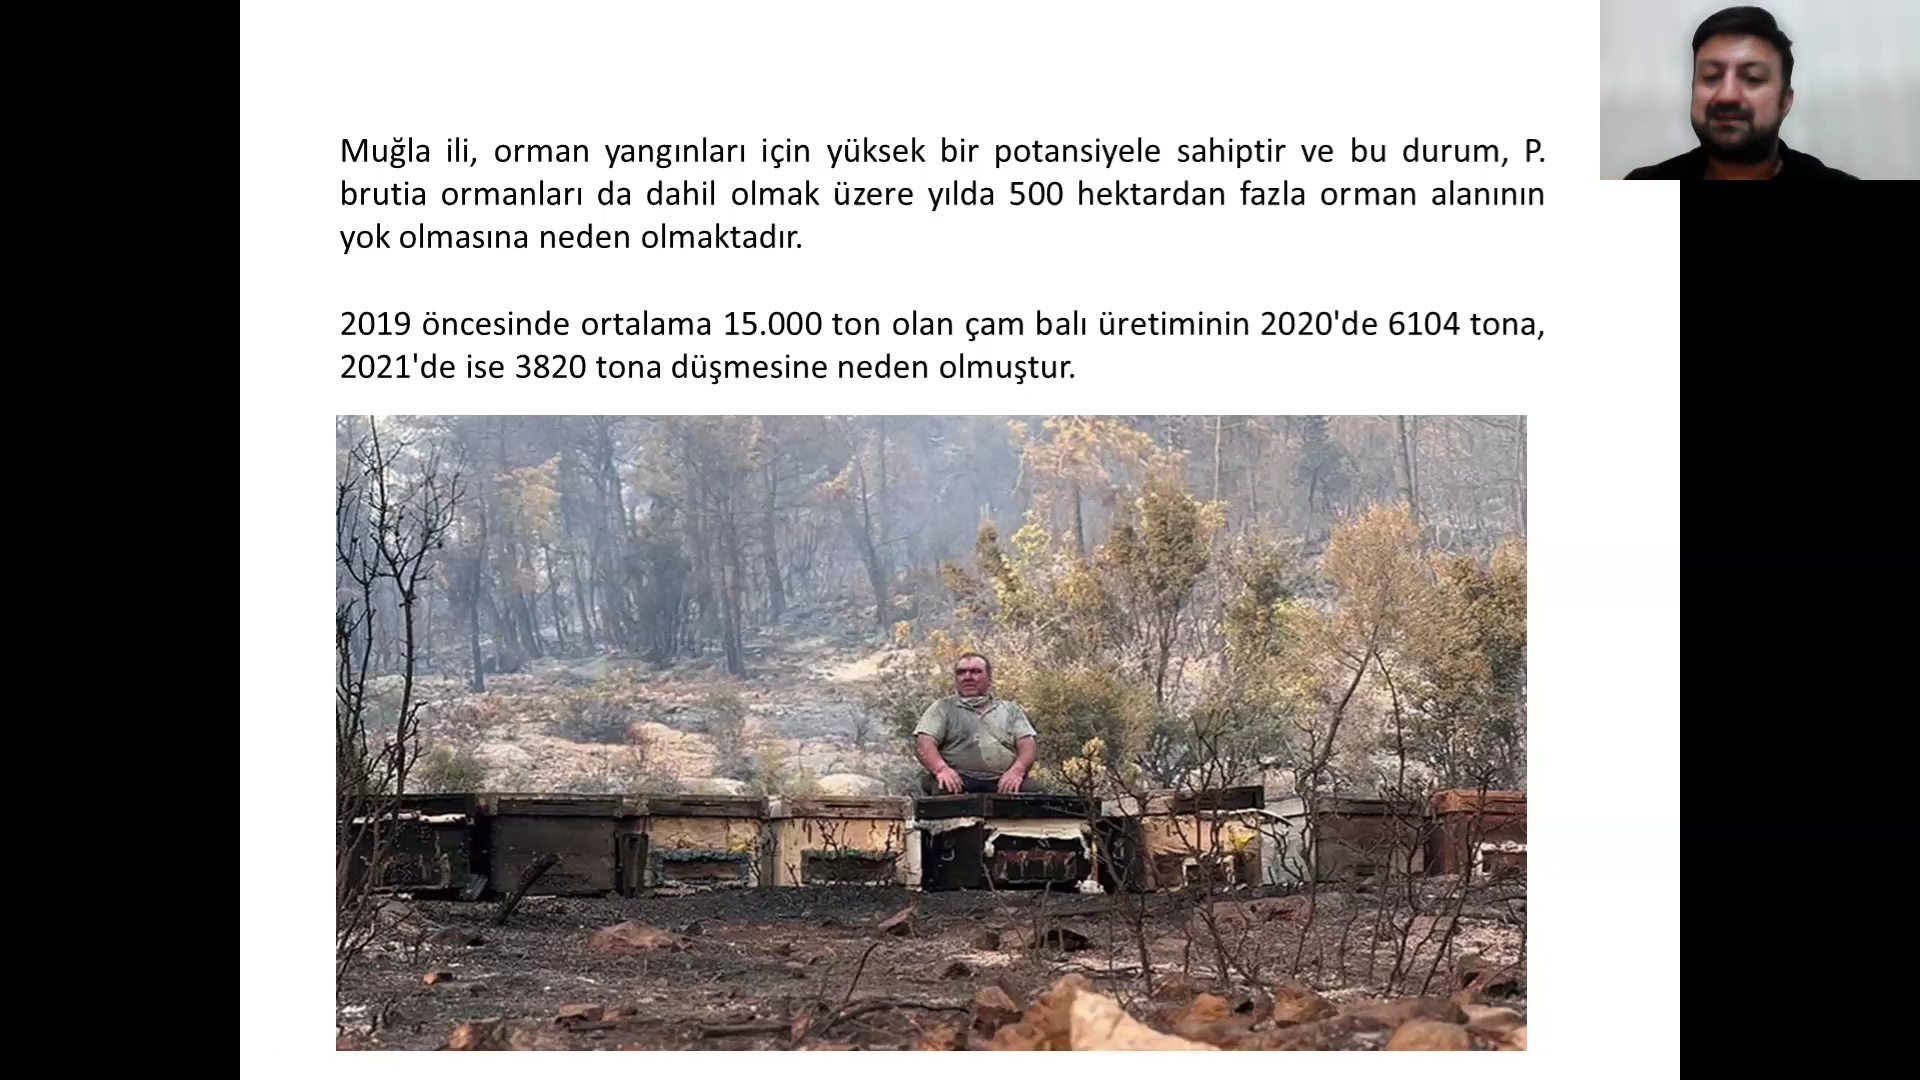 Muğla ili, orman yangınları için yüksek bir potansiyele sahiptir ve bu durum, P.
brutia ormanları da dahil olmak üzere yılda 500 hektardan fazla orman alanının
yok olmasına neden olmaktadır.
2019 öncesinde ortalama 15.000 ton olan çam balı üretiminin 2020'de 6104 tona,
2021'de ise 3820 tona düşmesine neden olmuştur.